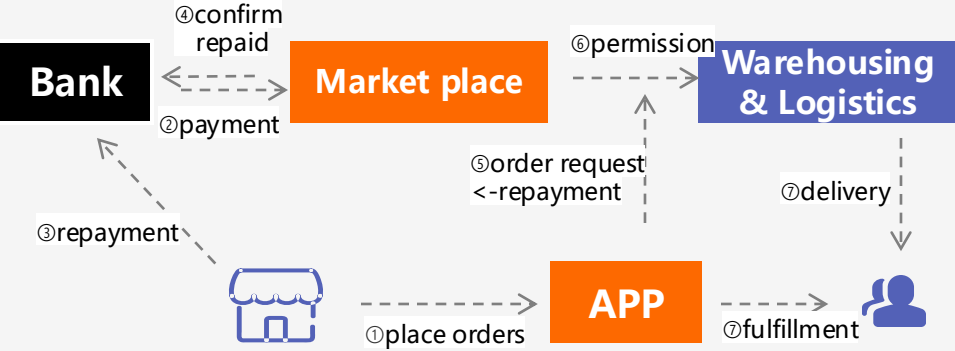 ④confirm
repaid
Bank
Market place
⑥permission
Warehousing
& Logistics
②payment
⑤order request
<-repayment
⑦delivery
③repayment
APP
①place orders
⑦fulfillment